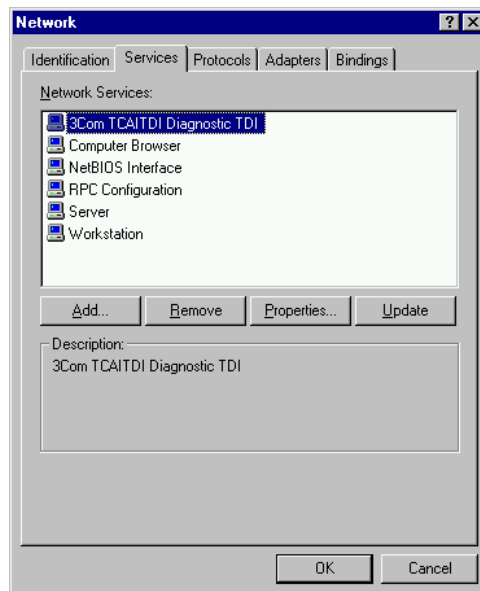 Network
Identification Services Protocols Adapters Bindings
Network Services:
3Com TCAITDI Diagnostic TDI
Computer Browser
NetBIOS Interface
RPC Configuration
Server
Workstation
Add... Remove Properties... Update
Description:
3Com TCAITDI Diagnostic TDI
OK Cancel